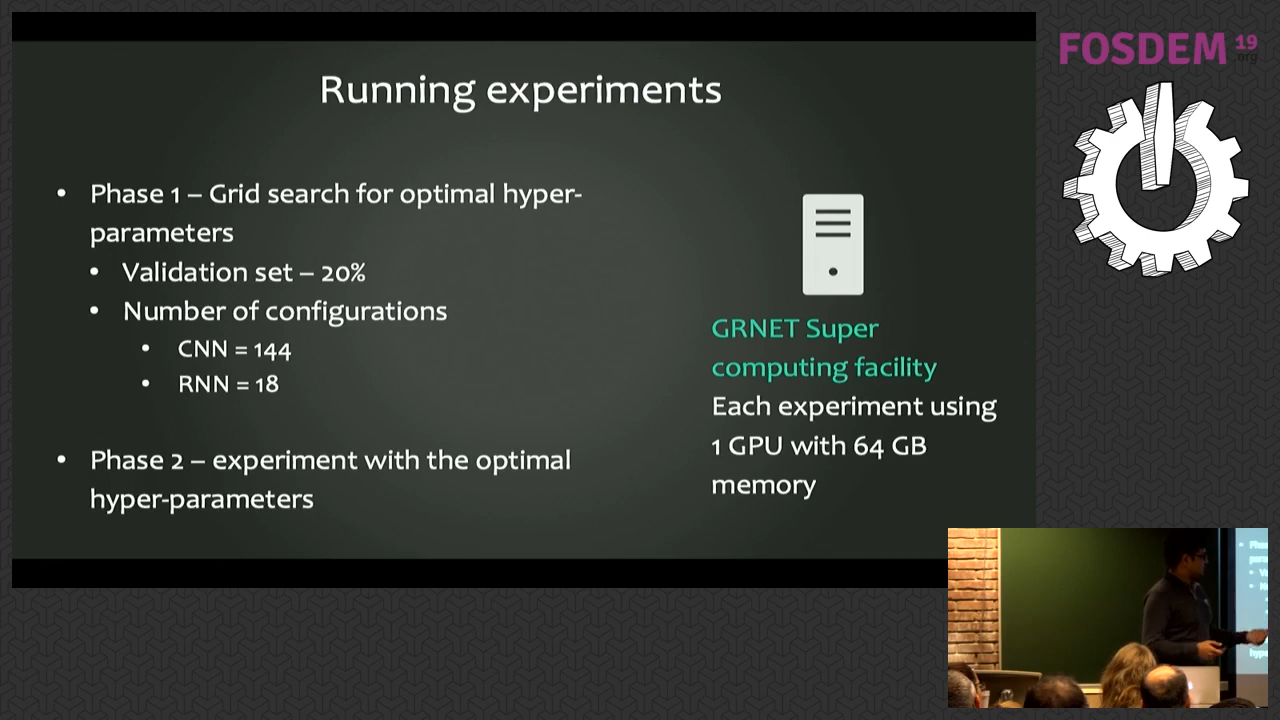 Running experiments
• Phase 1 – Grid search for optimal hyper-
parameters
• Validation set – 20%
• Number of configurations
• CNN = 144
• RNN = 18
• Phase 2 – experiment with the optimal
hyper-parameters
GRNET Super
computing facility
Each experiment using
1 GPU with 64 GB
memory
FOSDEM 19
.org